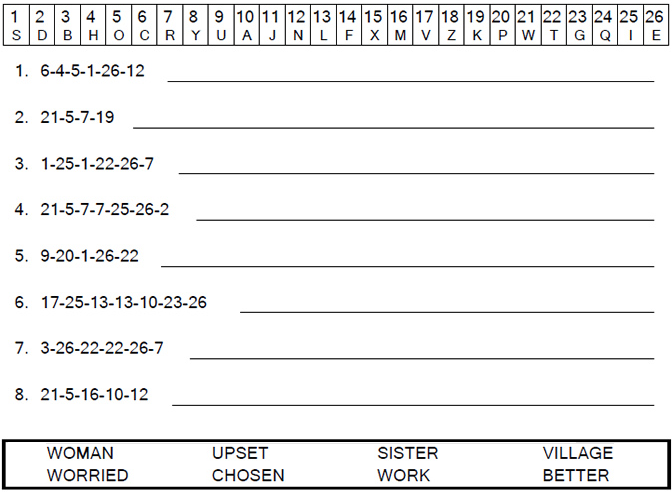 1 2 3 4 5 6 7 8 9 10 11 12 13 14 15 16 17 18 19 20 21 22 23 24 25 26
S D B H O C R Y U A J N L F X M V Z K P W T G Q I E
1. 6-4-5-1-26-12
2. 21-5-7-19
3. 1-25-1-22-26-7
4. 21-5-7-7-25-26-2
5. 9-20-1-26-22
6. 17-25-13-13-10-23-26
7. 3-26-22-22-26-7
8. 21-5-16-10-12
WOMAN UPSET SISTER VILLAGE
WORRIED CHOSEN WORK BETTER